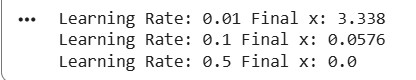 ••• Learning Rate: 0.01 Final x: 3.338
Learning Rate: 0.1 Final x: 0.0576
Learning Rate: 0.5 Final x: 0.0